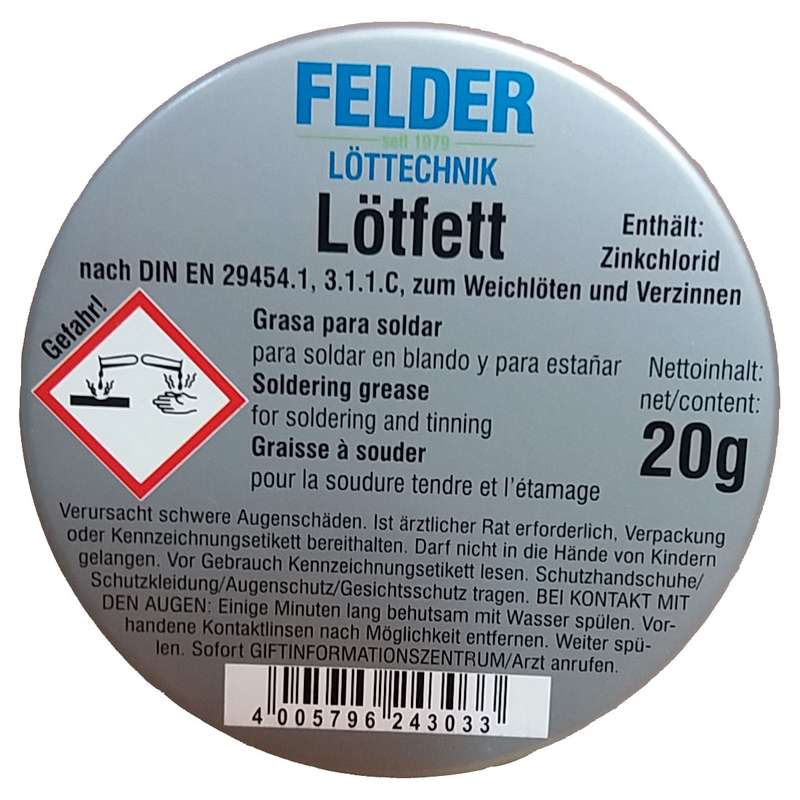 FELDER
seit 1979
LÖTTECHNIK
Lötfett
Enthält:
Zinkchlorid
nach DIN EN 29454.1, 3.1.1.C, zum Weichlöten und Verzinnen
Gefahr!
Grasa para soldar
para soldar en blando y para estañar
Soldering grease
for soldering and tinning
Graisse à souder
pour la soudure tendre et l'étamage
Nettoinhalt:
net/content:
20g
Verursacht schwere Augenschäden. Ist ärztlicher Rat erforderlich, Verpackung
oder Kennzeichnungsetikett bereithalten. Darf nicht in die Hände von Kindern
gelangen. Vor Gebrauch Kennzeichnungsetikett lesen. Schutzhandschuhe/
Schutzkleidung/Augenschutz/Gesichtsschutz tragen. BEI KONTAKT MIT
DEN AUGEN: Einige Minuten lang behutsam mit Wasser spülen. Vor-
handene Kontaktlinsen nach Möglichkeit entfernen. Weiter spü-
len. Sofort GIFTINFORMATIONSZENTRUM/Arzt anrufen.
4 005796 243033